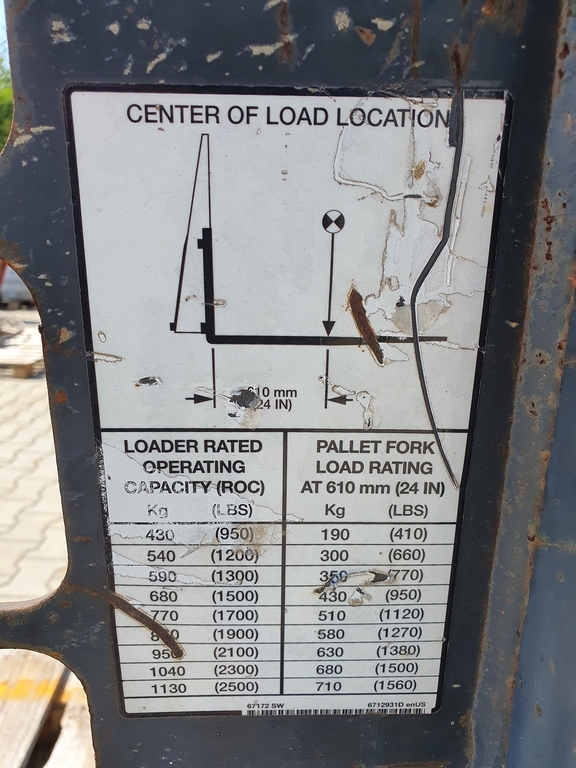 CENTER OF LOAD LOCATION
610 mm
(24 IN)
LOADER RATED
OPERATING
CAPACITY (ROC)
Kg (LBS)
PALLET FORK
LOAD RATING
AT 610 mm (24 IN)
Kg (LBS)
430 (950) 190 (410)
540 (1200) 300 (660)
590 (1300) 350 (770)
680 (1500) 430 (950)
770 (1700) 510 (1120)
(1900) 580 (1270)
950 (2100) 630 (1380)
1040 (2300) 680 (1500)
1130 (2500) 710 (1560)
67172 SW 6712931D enUS